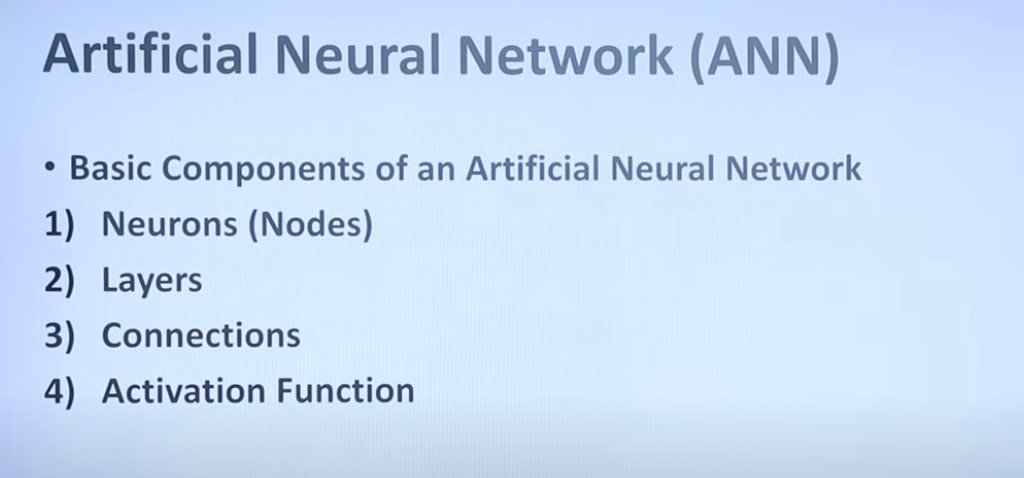 Artificial Neural Network (ANN)
• Basic Components of an Artificial Neural Network
1) Neurons (Nodes)
2) Layers
3) Connections
4) Activation Function